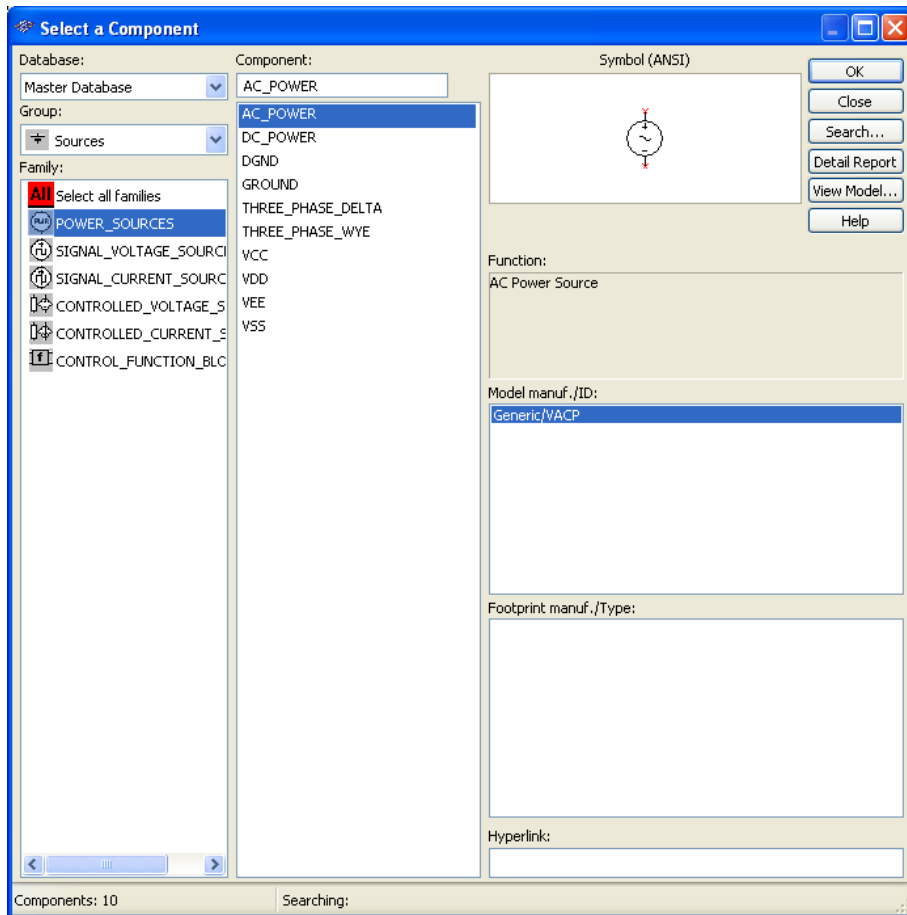 Select a Component
Database:
Master Database
Group:
Sources
Family:
All Select all families
PWR POWER_SOURCES
SIGNAL_VOLTAGE_SOURC
SIGNAL_CURRENT_SOURC
CONTROLLED_VOLTAGE_S
CONTROLLED_CURRENT_S
f CONTROL_FUNCTION_BLC
Component:
AC_POWER
AC_POWER
DC_POWER
DGND
GROUND
THREE_PHASE_DELTA
THREE_PHASE_WYE
VCC
VDD
VEE
VSS
Symbol (ANSI)
Function:
AC Power Source
Model manuf./ID:
Generic/VACP
Footprint manuf./Type:
Hyperlink:
OK
Close
Search...
Detail Report
View Model...
Help
Components: 10
Searching: